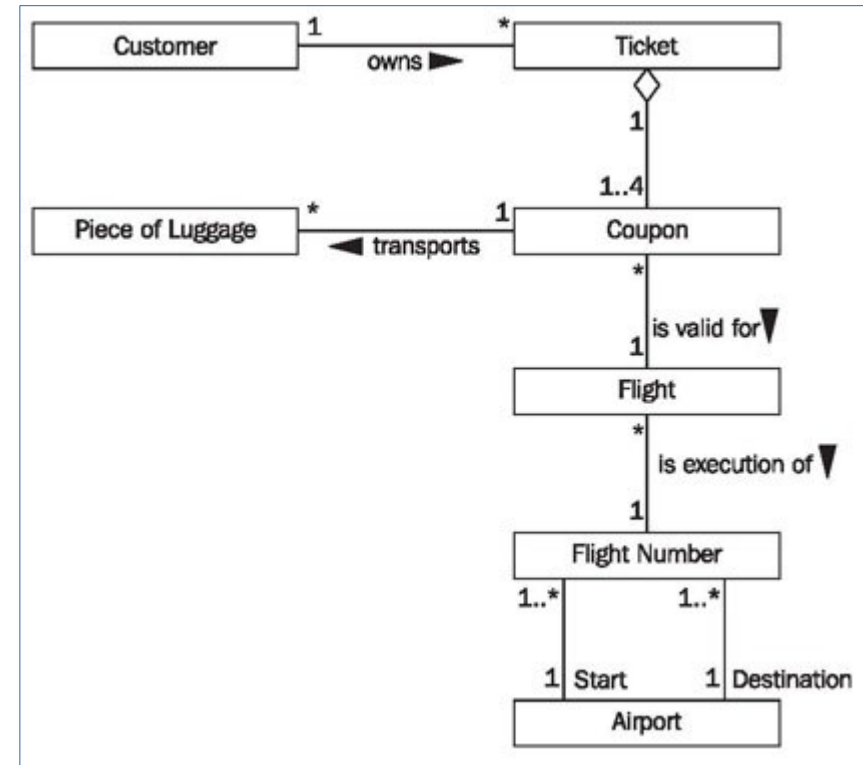 Customer
1
*
Ticket
owns ►
1
1..4
Piece of Luggage
*
1
Coupon
◄ transports
*
is valid for ▼
1
Flight
*
is execution of ▼
1
Flight Number
1..*
1..*
1 Start
1 Destination
Airport